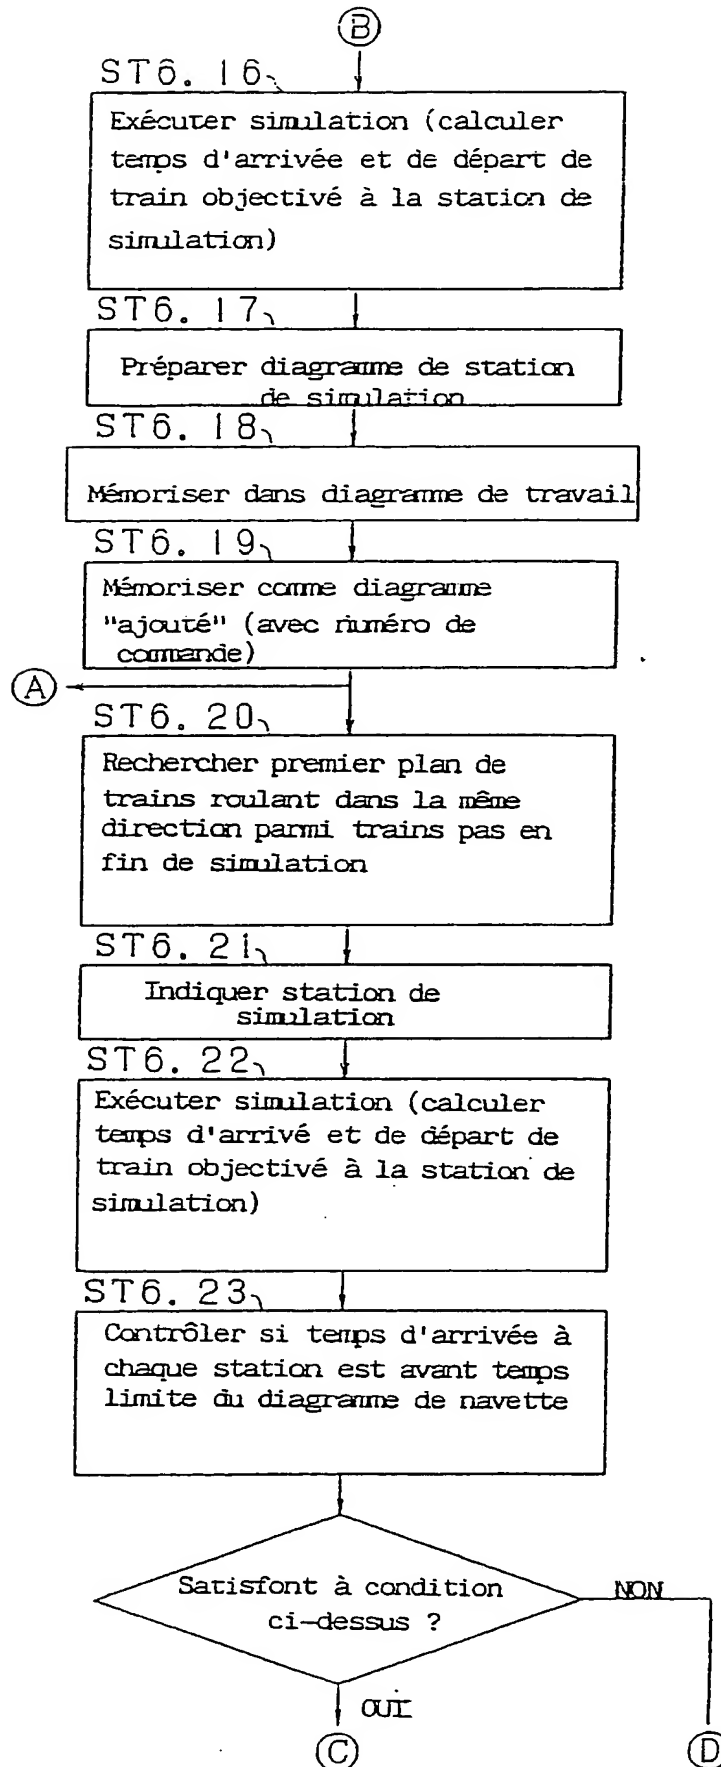 B
ST6. 16
Exécuter simulation (calculer
temps d'arrivée et de départ de
train objectivé à la station de
simulation)
ST6. 17
Préparer diagramme de station
de simulation
ST6. 18
Mémoriser dans diagramme de travail
ST6. 19
Mémoriser comme diagramme
"ajouté" (avec numéro de
commande)
A
ST6. 20
Rechercher premier plan de
trains roulant dans la même
direction parmi trains pas en
fin de simulation
ST6. 21
Indiquer station de
simulation
ST6. 22
Exécuter simulation (calculer
temps d'arrivé et de départ de
train objectivé à la station de
simulation)
ST6. 23
Contrôler si temps d'arrivée à
chaque station est avant temps
limite du diagramme de navette
Satisfont à condition
ci-dessus ?
NON
OUI
C
D